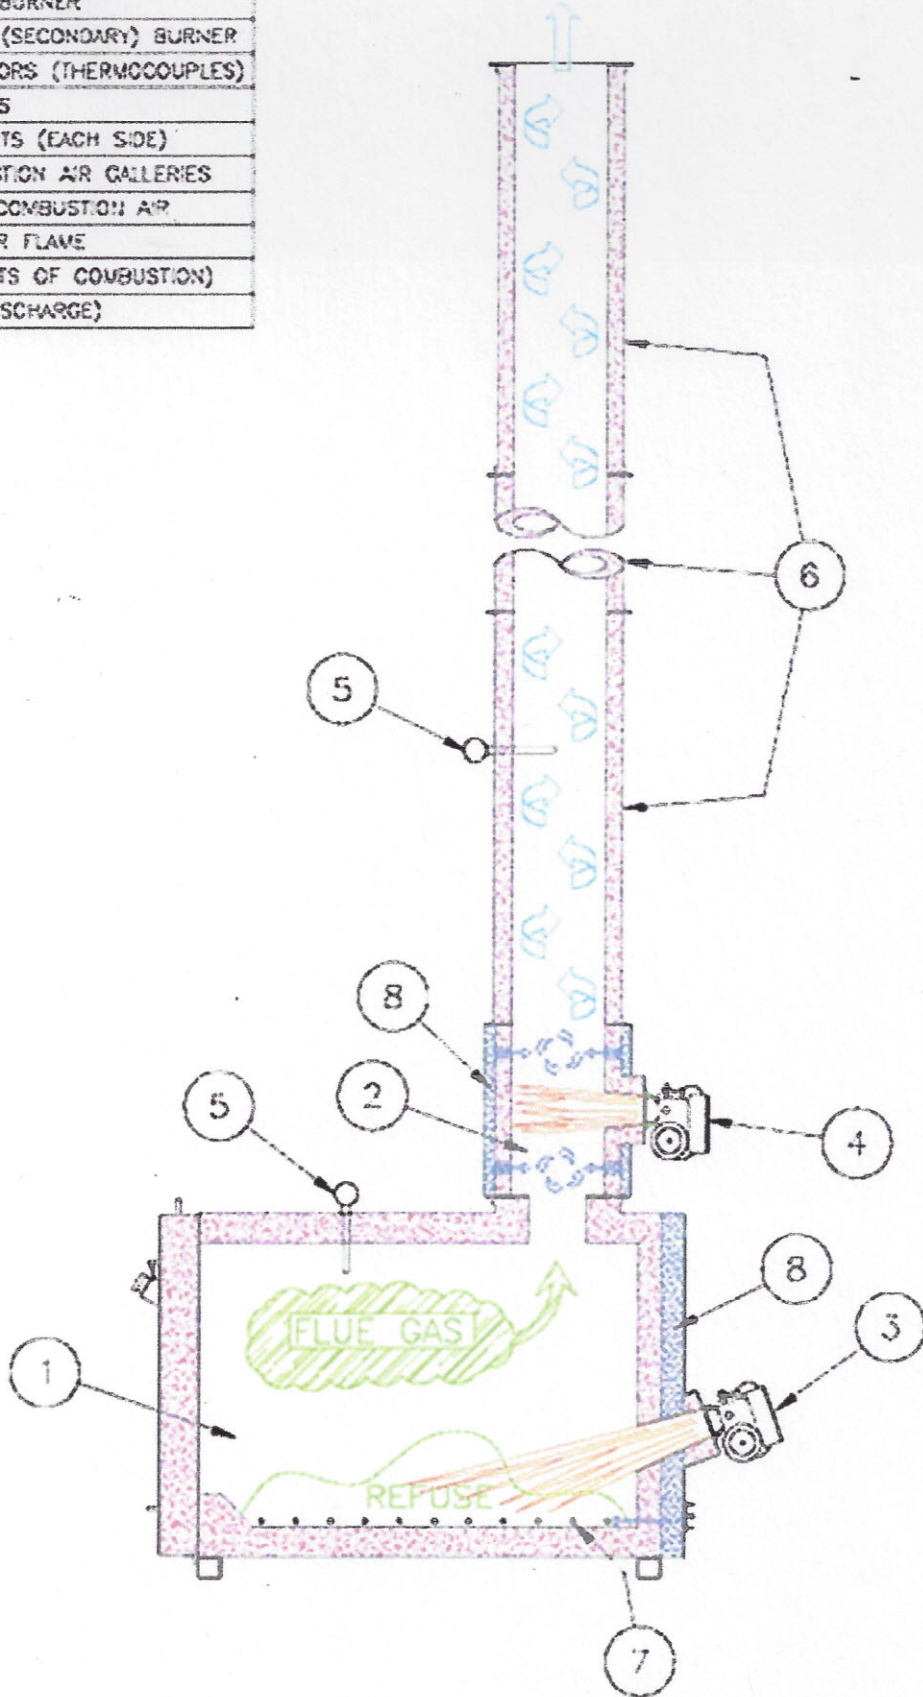 BURNER
(SECONDARY) BURNER
ORS (THERMOCOUPLES)
S
TS (EACH SIDE)
STION AIR GALLERIES
COMBUSTION AIR
R FLAME
TS OF COMBUSTION)
SCHARGE)
6
5
8
2
5
4
8
3
FLUE GAS
1
REFUSE
7